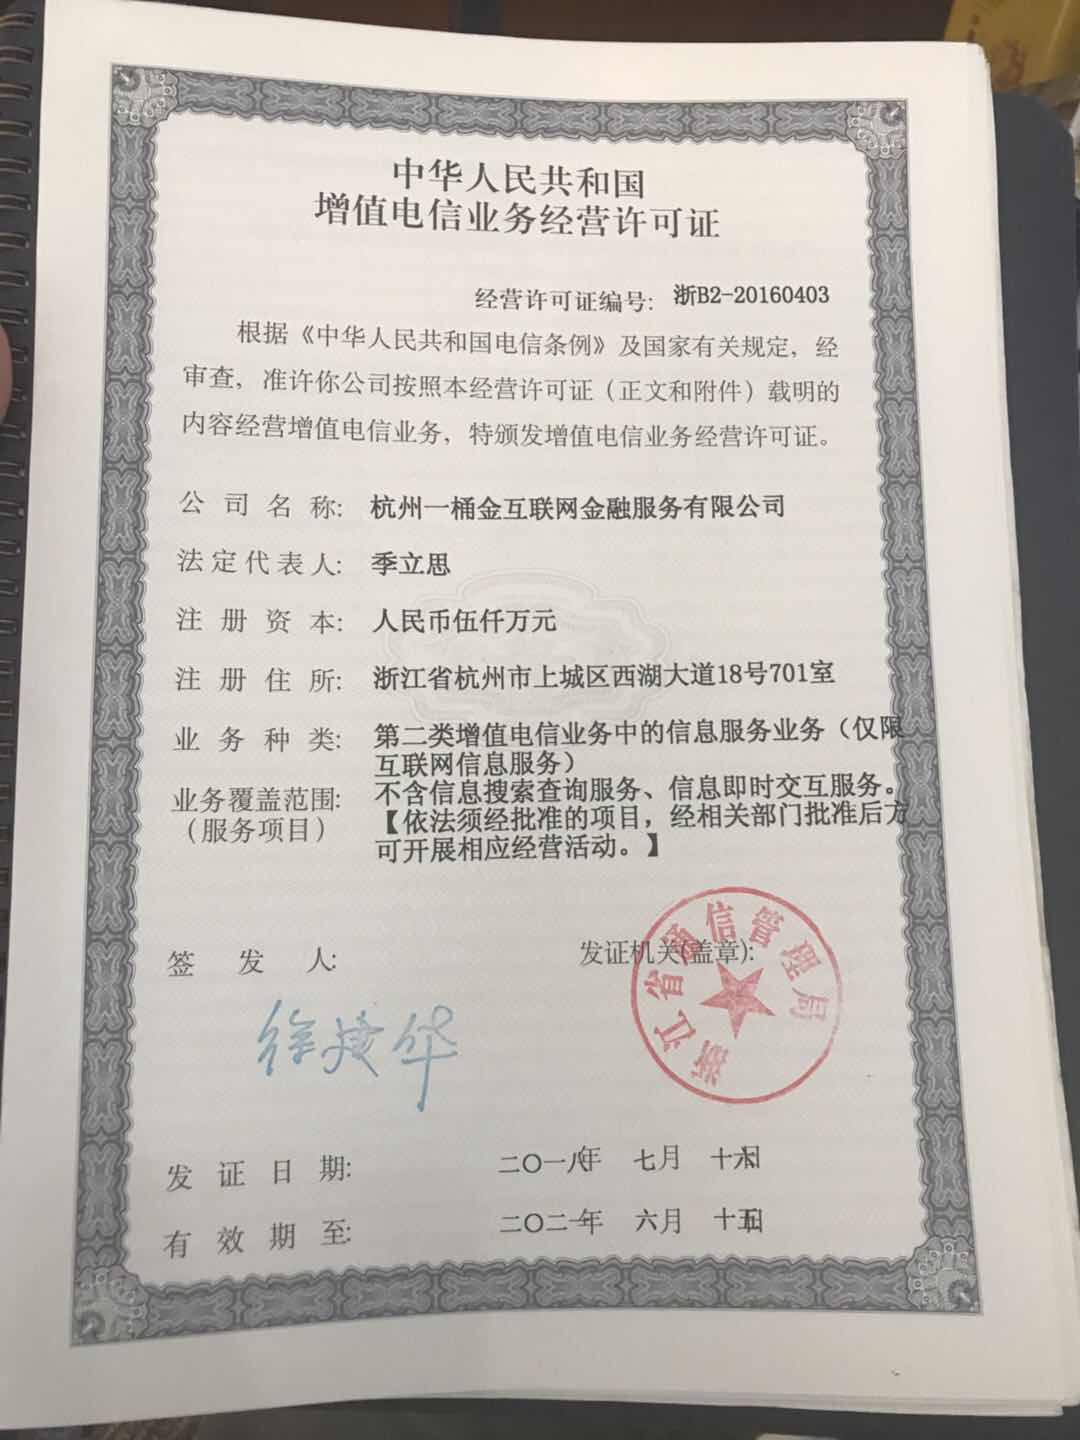 中华人民共和国
增值电信业务经营许可证
经营许可证编号: 浙B2-20160403
根据《中华人民共和国电信条例》及国家有关规定，经
审查，准许你公司按照本经营许可证（正文和附件）载明的
内容经营增值电信业务，特颁发增值电信业务经营许可证。
公司名称: 杭州一桶金互联网金融服务有限公司
法定代表人: 季立思
注册资本: 人民币伍仟万元
注册住所: 浙江省杭州市上城区西湖大道18号701室
业务种类: 第二类增值电信业务中的信息服务业务（仅限
互联网信息服务）
业务覆盖范围: 不含信息搜索查询服务、信息即时交互服务。
（服务项目） 【依法须经批准的项目，经相关部门批准后方
可开展相应经营活动。】
签发人:
发证机关(盖章):
浙江省通信管理局
发证日期: 二〇一八年 七月 十六日
有效期至: 二〇二一年 六月 十五日